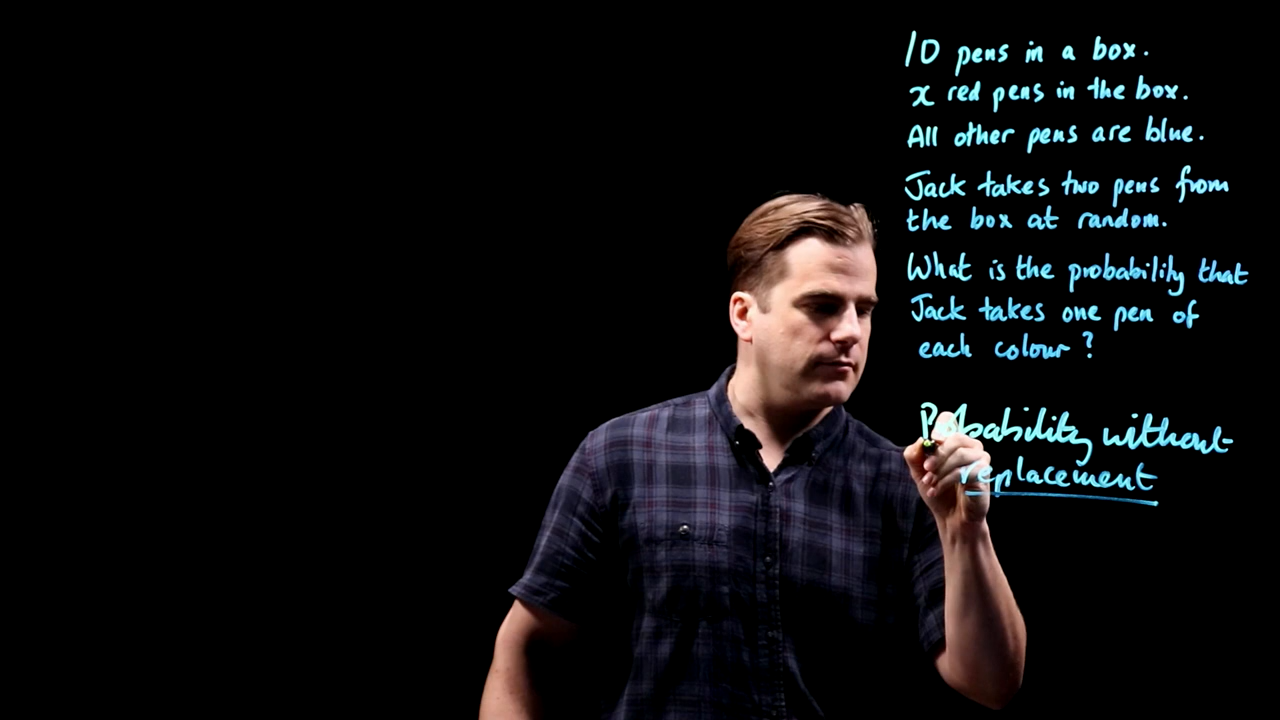 10 pens in a box.
x red pens in the box.
All other pens are blue.
Jack takes two pens from
the box at random.
What is the probability that
Jack takes one pen of
each colour?
Probability without
replacement